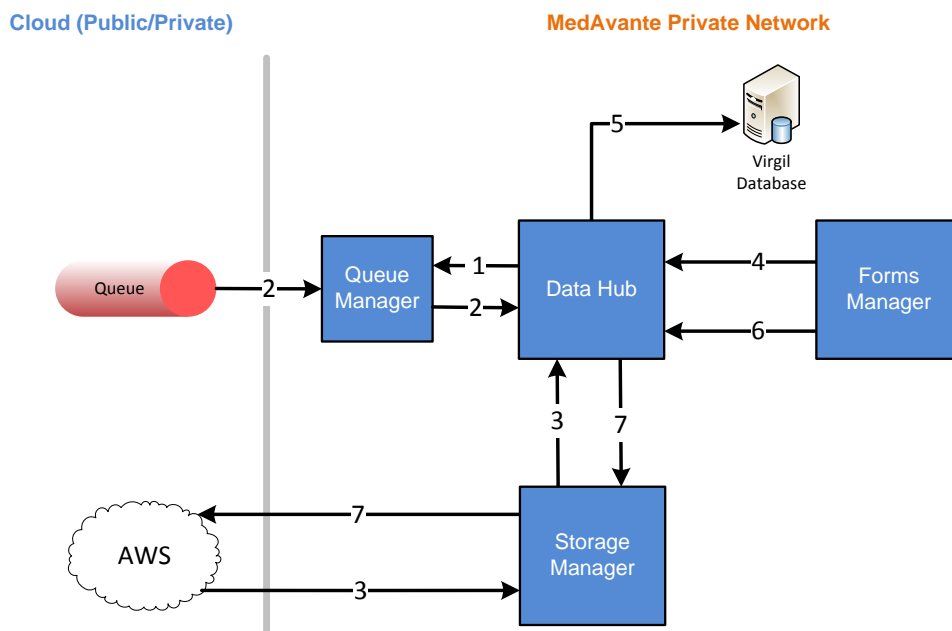 Cloud (Public/Private)
MedAvante Private Network
5
Virgil
Database
Queue
2
Queue
Manager
1
2
Data Hub
4
6
Forms
Manager
3
7
AWS
7
3
Storage
Manager